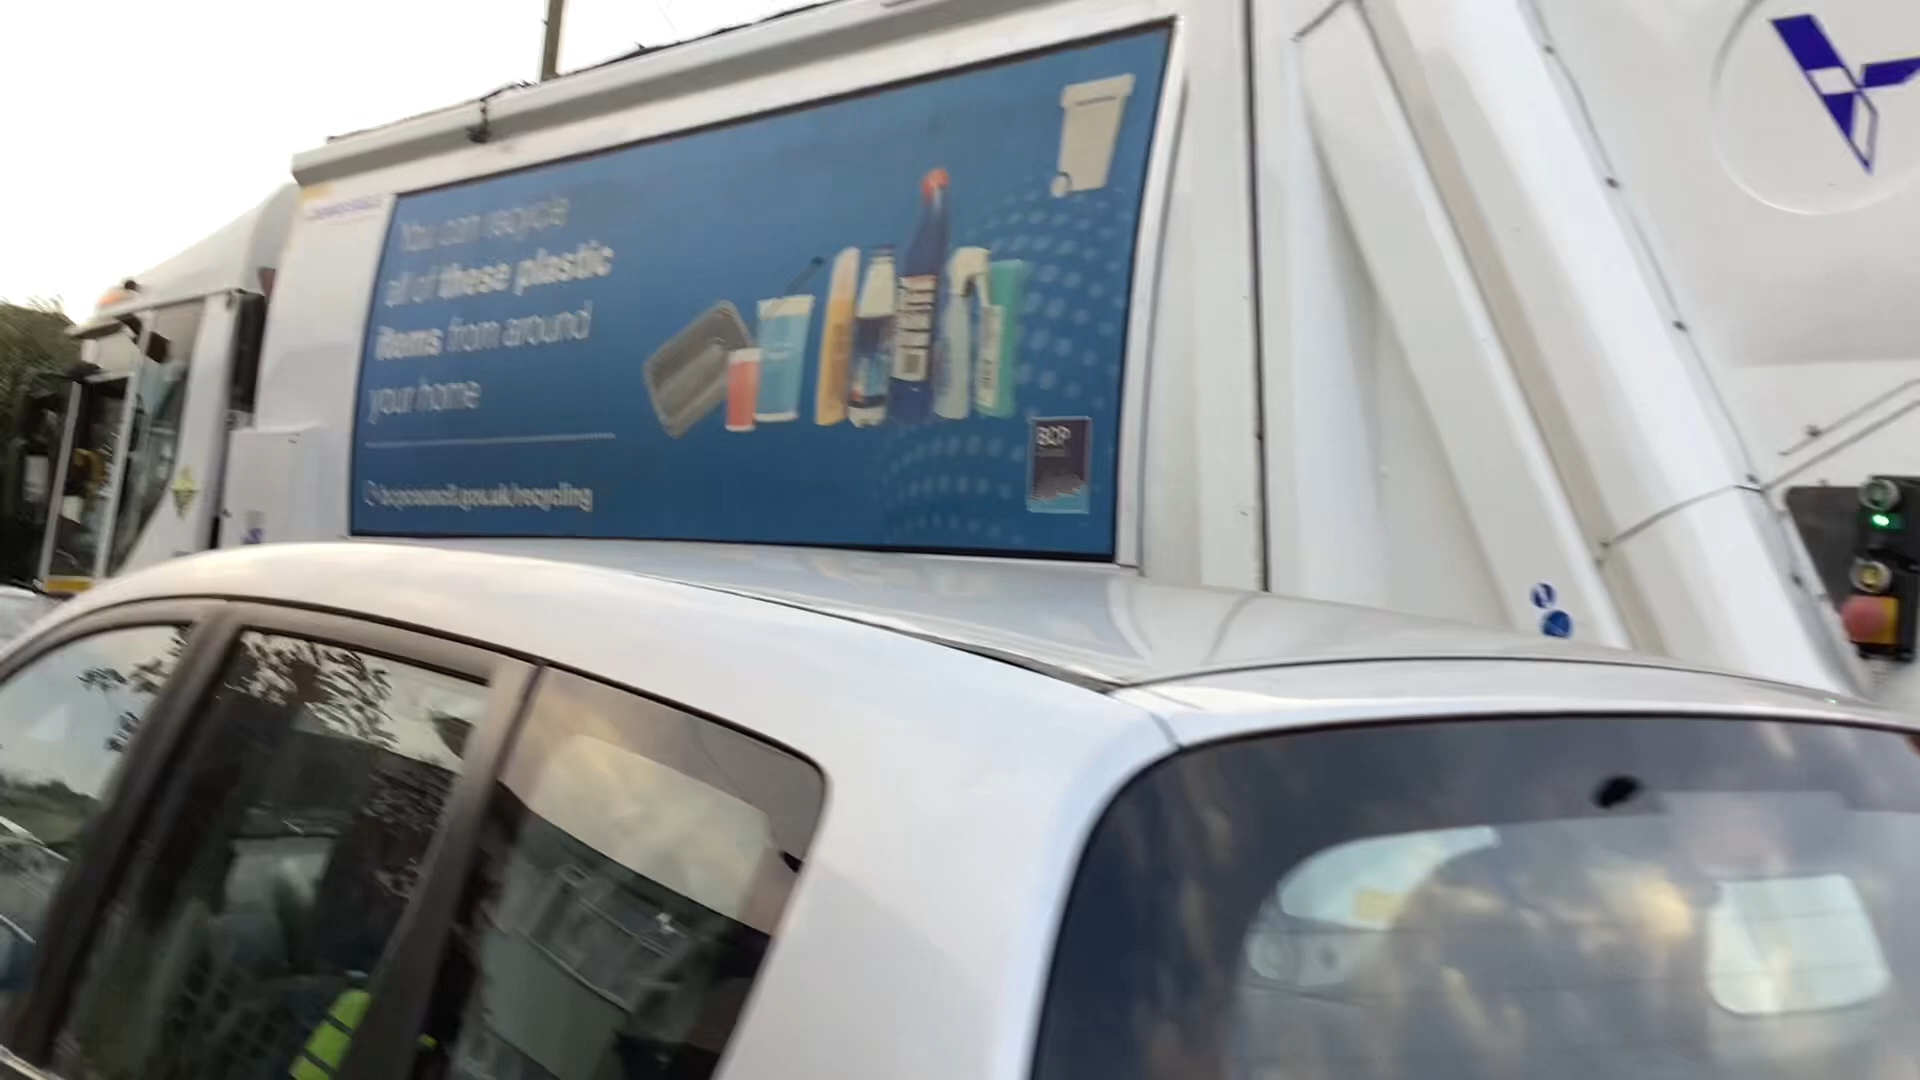 You can recycle
all of these plastic
items from around
your home
bcpcouncil.gov.uk/recycling
BCP